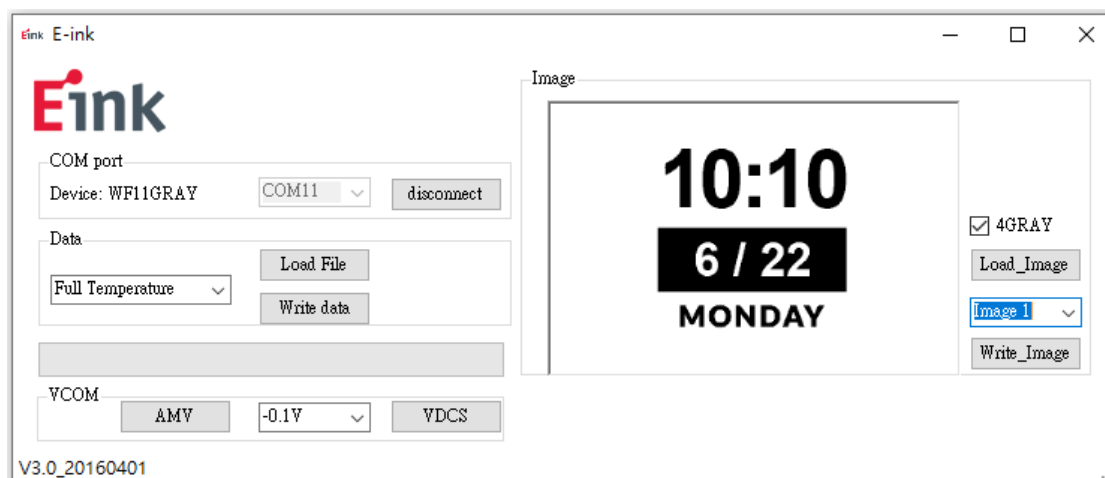 Eink E-ink
Eink
COM port
Device: WF11GRAY COM11 disconnect
Data
Full Temperature
Load File
Write data
VCOM
AMV -0.1V VDCS
V3.0_20160401
Image
10:10
6 / 22
MONDAY
4GRAY
Load_Image
Image 1
Write_Image